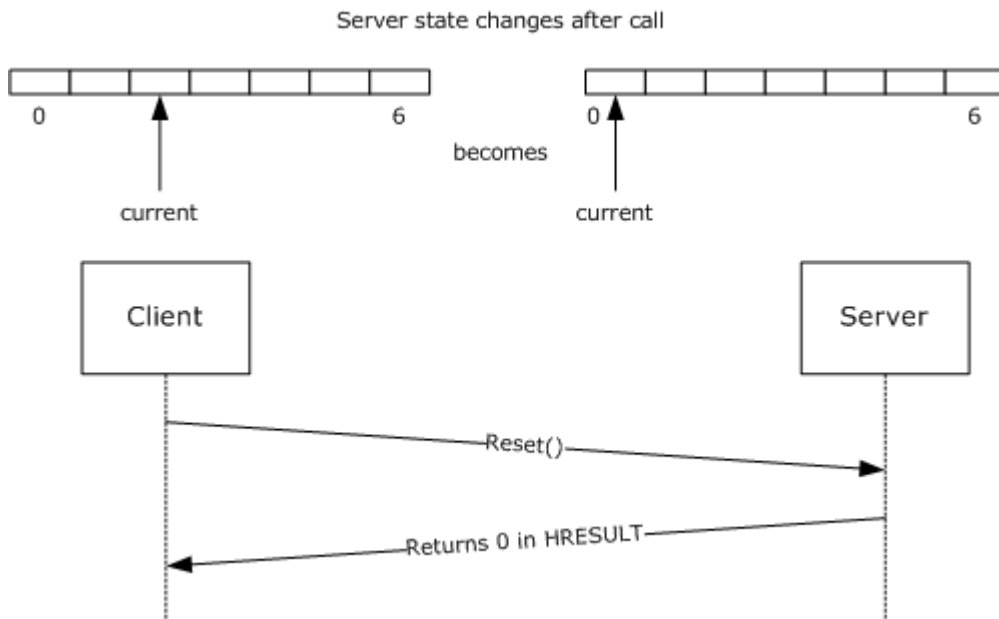 Server state changes after call
0 6 0 6
becomes
current current
Client Server
Reset()
Returns 0 in HRESULT